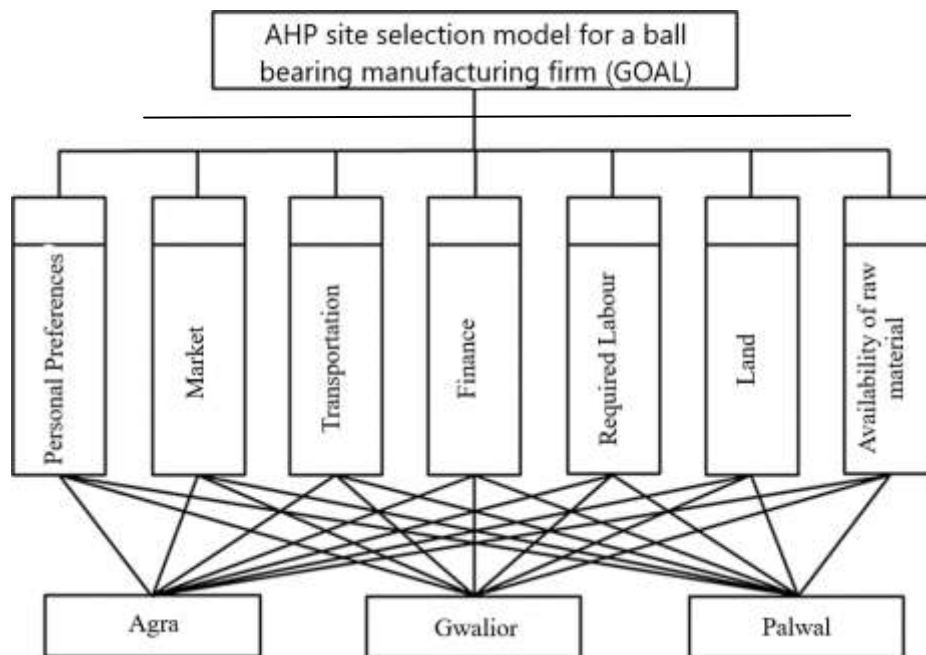 AHP site selection model for a ball
bearing manufacturing firm (GOAL)
Personal Preferences
Market
Transportation
Finance
Required Labour
Land
Availability of raw
material
Agra
Gwalior
Palwal